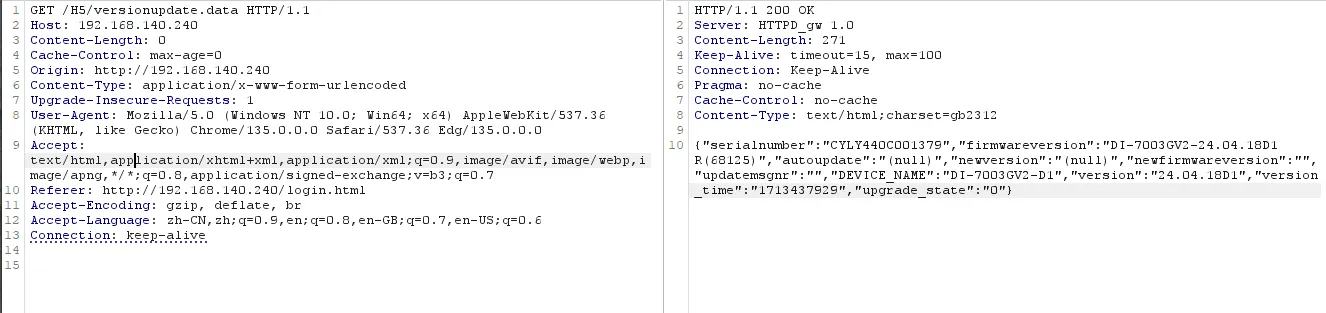 1 GET /H5/versionupdate.data HTTP/1.1
2 Host: 192.168.140.240
3 Content-Length: 0
4 Cache-Control: max-age=0
5 Origin: http://192.168.140.240
6 Content-Type: application/x-www-form-urlencoded
7 Upgrade-Insecure-Requests: 1
8 User-Agent: Mozilla/5.0 (Windows NT 10.0; Win64; x64) AppleWebKit/537.36
(KHTML, like Gecko) Chrome/135.0.0.0 Safari/537.36 Edg/135.0.0.0
9 Accept:
text/html,application/xhtml+xml,application/xml;q=0.9,image/avif,image/webp,i
mage/apng,*/*;q=0.8,application/signed-exchange;v=b3;q=0.7
10 Referer: http://192.168.140.240/login.html
11 Accept-Encoding: gzip, deflate, br
12 Accept-Language: zh-CN,zh;q=0.9,en;q=0.8,en-GB;q=0.7,en-US;q=0.6
13 Connection: keep-alive
14
15
1 HTTP/1.1 200 OK
2 Server: HTTPD_gw 1.0
3 Content-Length: 271
4 Keep-Alive: timeout=15, max=100
5 Connection: Keep-Alive
6 Pragma: no-cache
7 Cache-Control: no-cache
8 Content-Type: text/html;charset=gb2312
9
10 {"serialnumber":"CYLY440C001379","firmwareversion":"DI-7003GV2-24.04.18D1
R(68125)","autoupdate":"(null)","newversion":"(null)","newfirmwareversion":"",
"updatemsgnr":"","DEVICE_NAME":"DI-7003GV2-D1","version":"24.04.18D1","version
_time":"1713437929","upgrade_state":"0"}